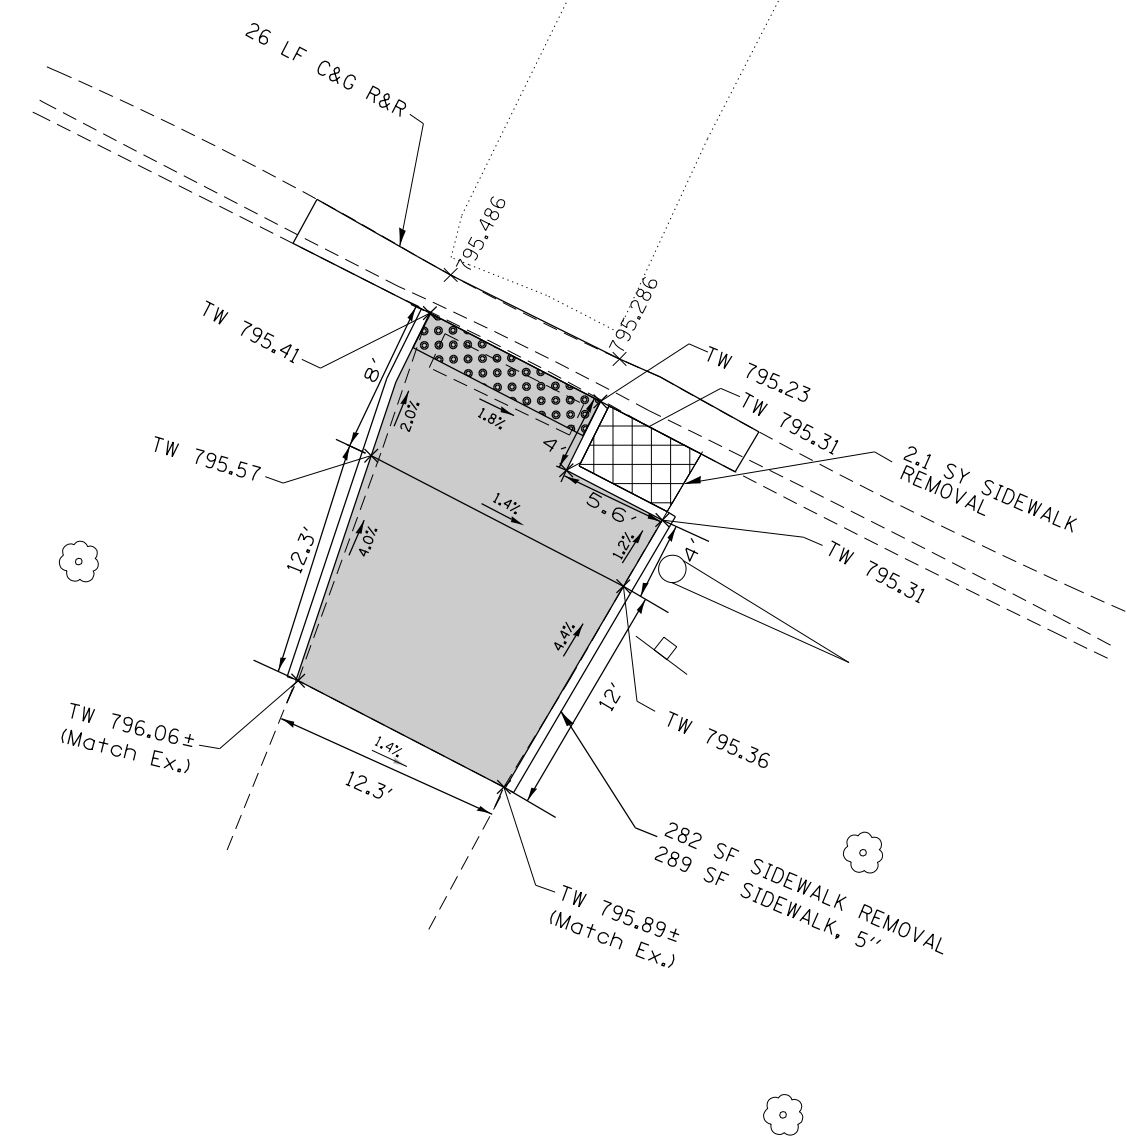 26 LF C&G R&R
795.486
795.286
TW 795.41
8'
TW 795.23
TW 795.31
2.0%
1.8%
4'
TW 795.57
2.1 SY SIDEWALK
REMOVAL
1.4%
5.6'
12.3'
4.0%
1.2%
4'
TW 795.31
4.4%
12'
TW 796.06±
(Match Ex.)
TW 795.36
1.4%
12.3'
282 SF SIDEWALK REMOVAL
289 SF SIDEWALK, 5"
TW 795.89±
(Match Ex.)